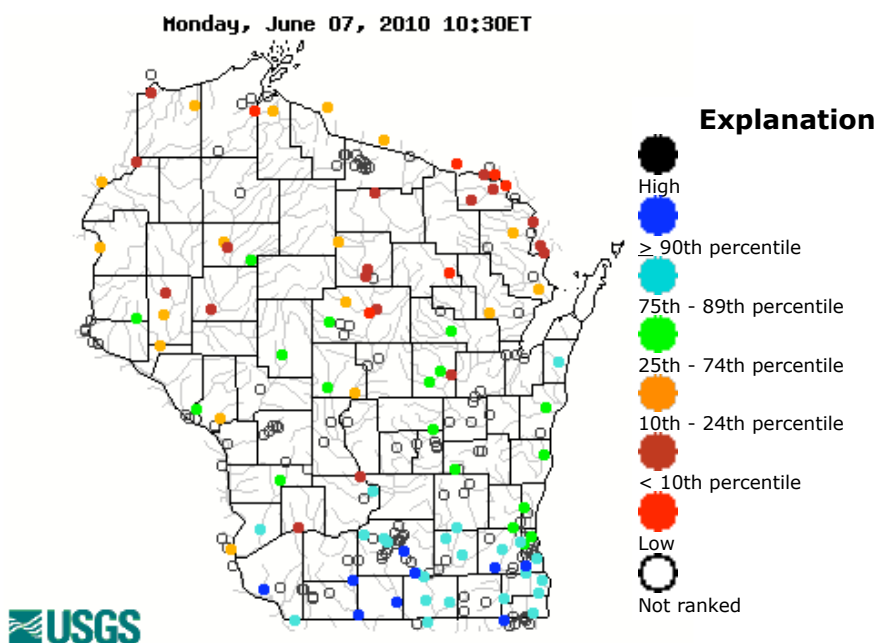 Monday, June 07, 2010 10:30ET
Explanation
High
≥ 90th percentile
75th - 89th percentile
25th - 74th percentile
10th - 24th percentile
< 10th percentile
Low
Not ranked
USGS